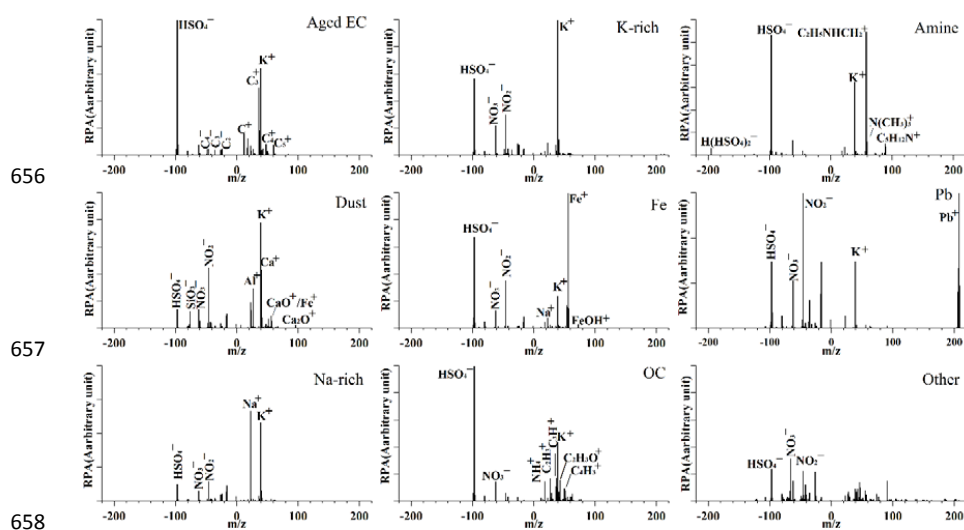 Aged EC
RPA(Aarbitrary unit)
HSO₄⁻
C₄⁻
C₃⁻
C₂⁻
C⁺
C₃⁺
K⁺
C₄⁺
C₅⁺
-200 -100 0 100 200
m/z
K-rich
RPA(Aarbitrary unit)
HSO₄⁻
NO₃⁻
NO₂⁻
K⁺
-200 -100 0 100 200
m/z
Amine
RPA(Aarbitrary unit)
H(HSO₄)₂⁻
HSO₄⁻
C₂H₅NHCH₂⁺
K⁺
N(CH₃)₃⁺
C₅H₁₂N⁺
-200 -100 0 100 200
m/z
656
Dust
RPA(Aarbitrary unit)
HSO₄⁻
SiO₃⁻
NO₃⁻
NO₂⁻
K⁺
Ca⁺
Al⁺
CaO⁺/Fe⁺
Ca₂O⁺
-200 -100 0 100 200
m/z
Fe
RPA(Aarbitrary unit)
HSO₄⁻
NO₃⁻
NO₂⁻
Na⁺
K⁺
Fe⁺
FeOH⁺
-200 -100 0 100 200
m/z
Pb
RPA(Aarbitrary unit)
HSO₄⁻
NO₃⁻
NO₂⁻
K⁺
Pb⁺
-200 -100 0 100 200
m/z
657
Na-rich
RPA(Aarbitrary unit)
HSO₄⁻
NO₃⁻
NO₂⁻
Na⁺
K⁺
-200 -100 0 100 200
m/z
OC
RPA(Aarbitrary unit)
HSO₄⁻
NO₃⁻
NH₄⁺
C₂H₃⁺
C₃H⁺
K⁺
C₂H₃O⁺
C₄H₃⁺
-200 -100 0 100 200
m/z
Other
RPA(Aarbitrary unit)
HSO₄⁻
NO₃⁻
NO₂⁻
-200 -100 0 100 200
m/z
658